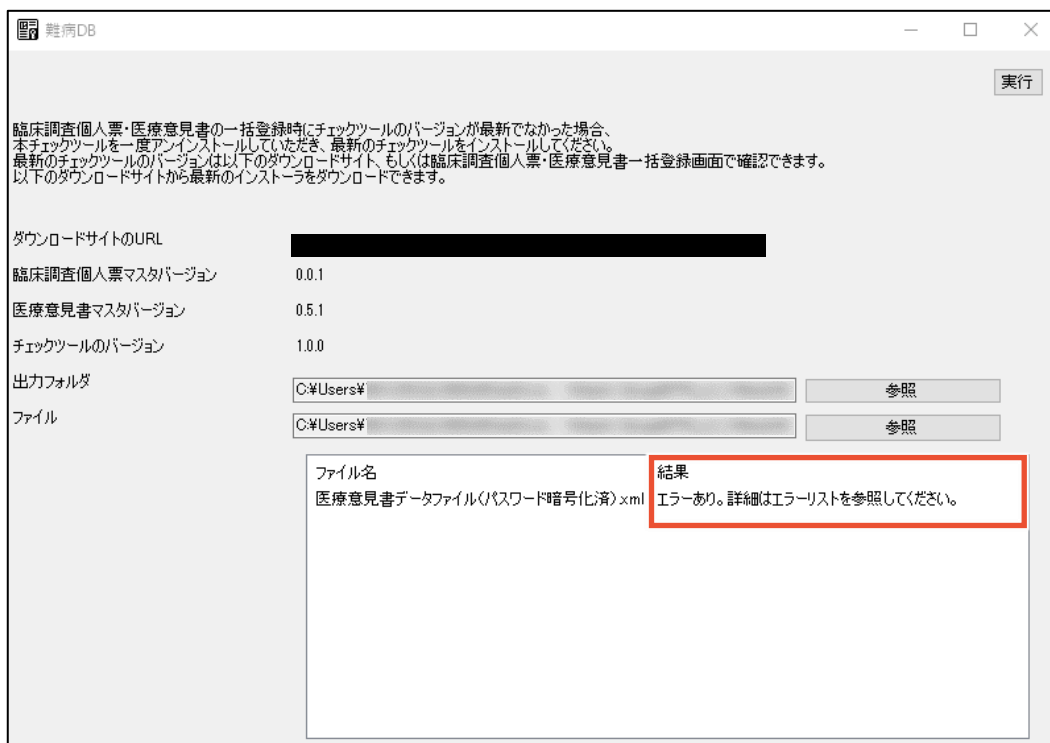 難病DB
実行
臨床調査個人票・医療意見書の一括登録時にチェックツールのバージョンが最新でなかった場合、
本チェックツールを一度アンインストールしていただき、最新のチェックツールをインストールしてください。
最新のチェックツールのバージョンは以下のダウンロードサイト、もしくは臨床調査個人票・医療意見書一括登録画面で確認できます。
以下のダウンロードサイトから最新のインストーラをダウンロードできます。
ダウンロードサイトのURL
臨床調査個人票マスタバージョン 0.0.1
医療意見書マスタバージョン 0.5.1
チェックツールのバージョン 1.0.0
出力フォルダ C:¥Users¥ 参照
ファイル C:¥Users¥ 参照
ファイル名 結果
医療意見書データファイル(パスワード暗号化済).xml エラーあり。詳細はエラーリストを参照してください。